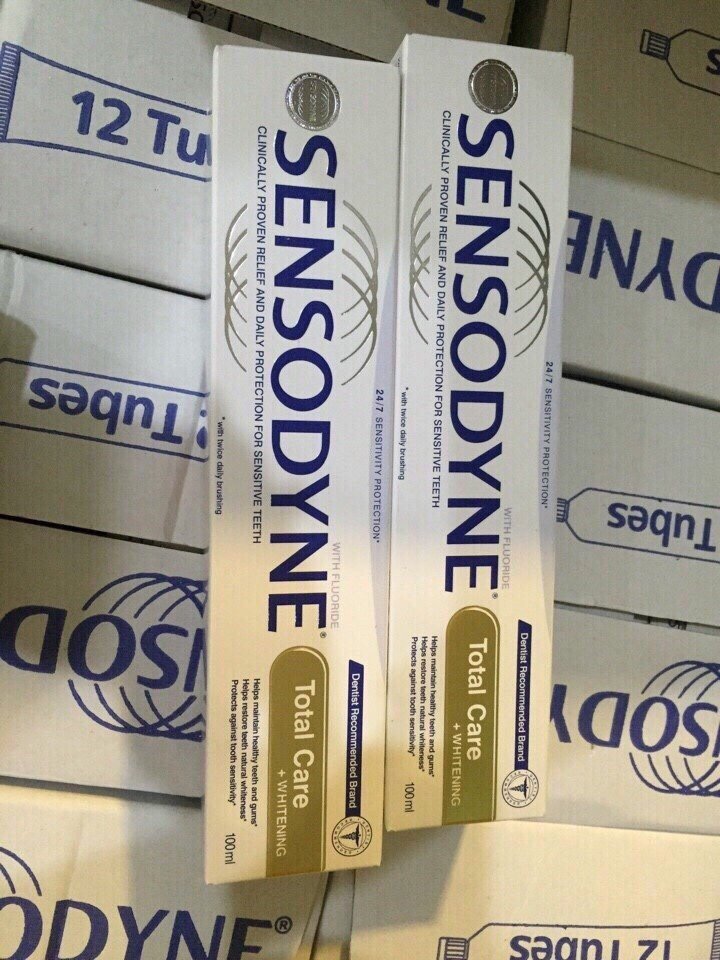 SENSODYNE®
CLINICALLY PROVEN RELIEF AND DAILY PROTECTION FOR SENSITIVE TEETH
24/7 SENSITIVITY PROTECTION*
* with twice daily brushing
WITH FLUORIDE
Dentist Recommended Brand
Total Care
+ WHITENING
Helps maintain healthy teeth and gums*
Helps restore teeth natural whiteness*
Protects against tooth sensitivity*
100ml
SENSODYNE®
CLINICALLY PROVEN RELIEF AND DAILY PROTECTION FOR SENSITIVE TEETH
24/7 SENSITIVITY PROTECTION*
* with twice daily brushing
WITH FLUORIDE
Dentist Recommended Brand
Total Care
+ WHITENING
Helps maintain healthy teeth and gums*
Helps restore teeth natural whiteness*
Protects against tooth sensitivity*
100ml
12 Tu
Tubes
NSOD
ODYNE®
DYNE
Tubes
SODY
12 Tubes